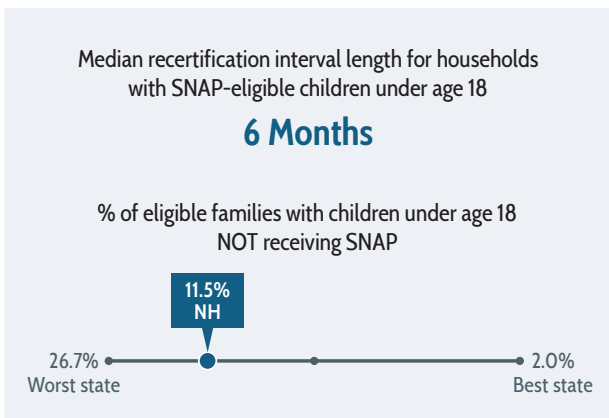 Median recertification interval length for households
with SNAP-eligible children under age 18
6 Months
% of eligible families with children under age 18
NOT receiving SNAP
11.5%
NH
26.7%
Worst state
2.0%
Best state